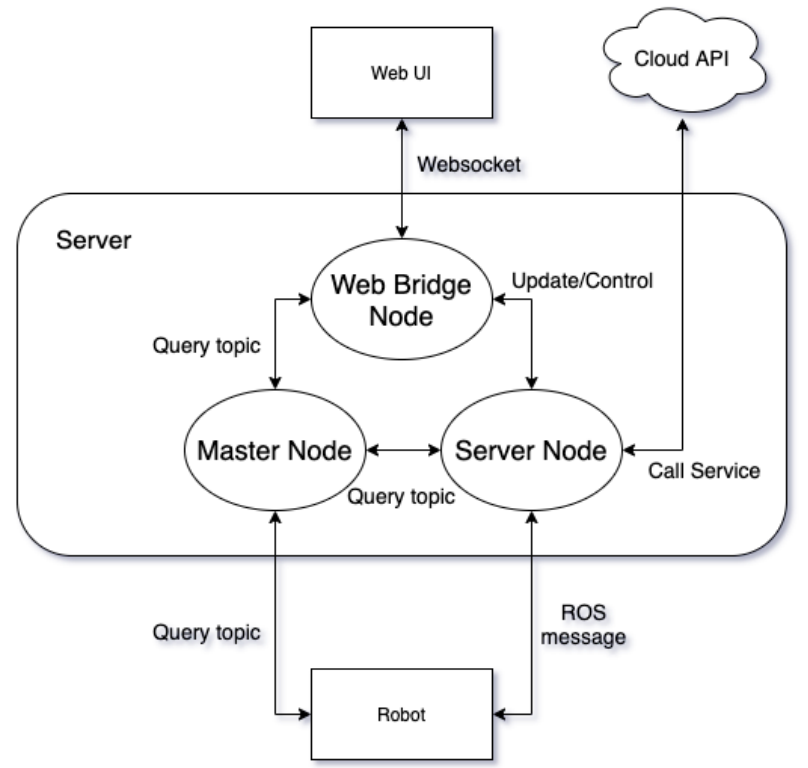 Web UI
Cloud API
Websocket
Server
Web Bridge
Node
Update/Control
Query topic
Master Node
Server Node
Query topic
Call Service
Query topic
ROS
message
Robot